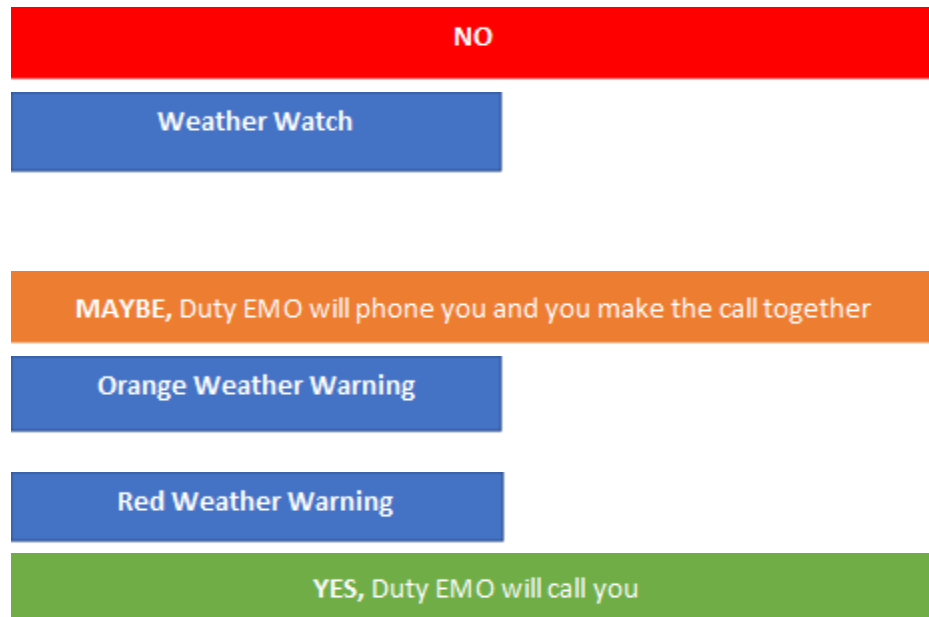 NO
Weather Watch
MAYBE, Duty EMO will phone you and you make the call together
Orange Weather Warning
Red Weather Warning
YES, Duty EMO will call you